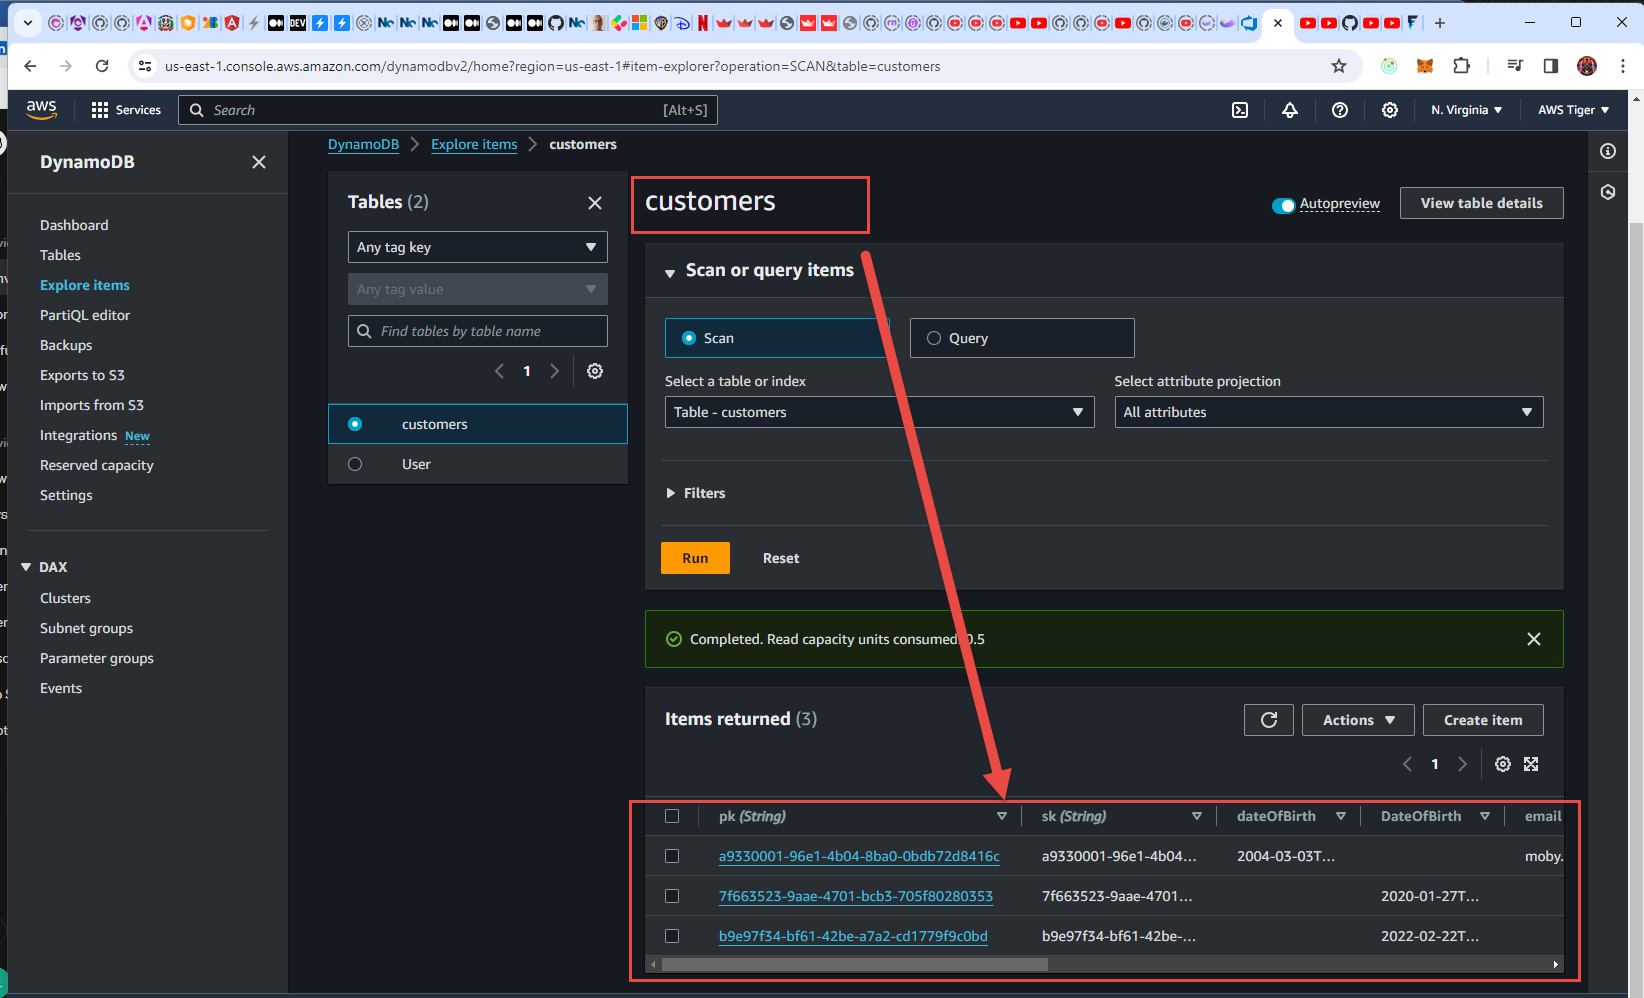 us-east-1.console.aws.amazon.com/dynamodbv2/home?region=us-east-1#item-explorer?operation=SCAN&table=customers
aws
Services
Search
[Alt+S]
N. Virginia
AWS Tiger
DynamoDB
Dashboard
Tables
Explore items
PartiQL editor
Backups
Exports to S3
Imports from S3
Integrations New
Reserved capacity
Settings
DAX
Clusters
Subnet groups
Parameter groups
Events
DynamoDB
Explore items
customers
Tables (2)
Any tag key
Any tag value
Find tables by table name
1
customers
User
customers
Autopreview
View table details
Scan or query items
Scan
Query
Select a table or index
Select attribute projection
Table - customers
All attributes
Filters
Run
Reset
Completed. Read capacity units consumed: 0.5
Items returned (3)
Actions
Create item
1
pk (String) sk (String) dateOfBirth DateOfBirth email
a9330001-96e1-4b04-8ba0-0bdb72d8416c a9330001-96e1-4b04... 2004-03-03T... moby.
7f663523-9aae-4701-bcb3-705f80280353 7f663523-9aae-4701... 2020-01-27T...
b9e97f34-bf61-42be-a7a2-cd1779f9c0bd b9e97f34-bf61-42be-... 2022-02-22T...